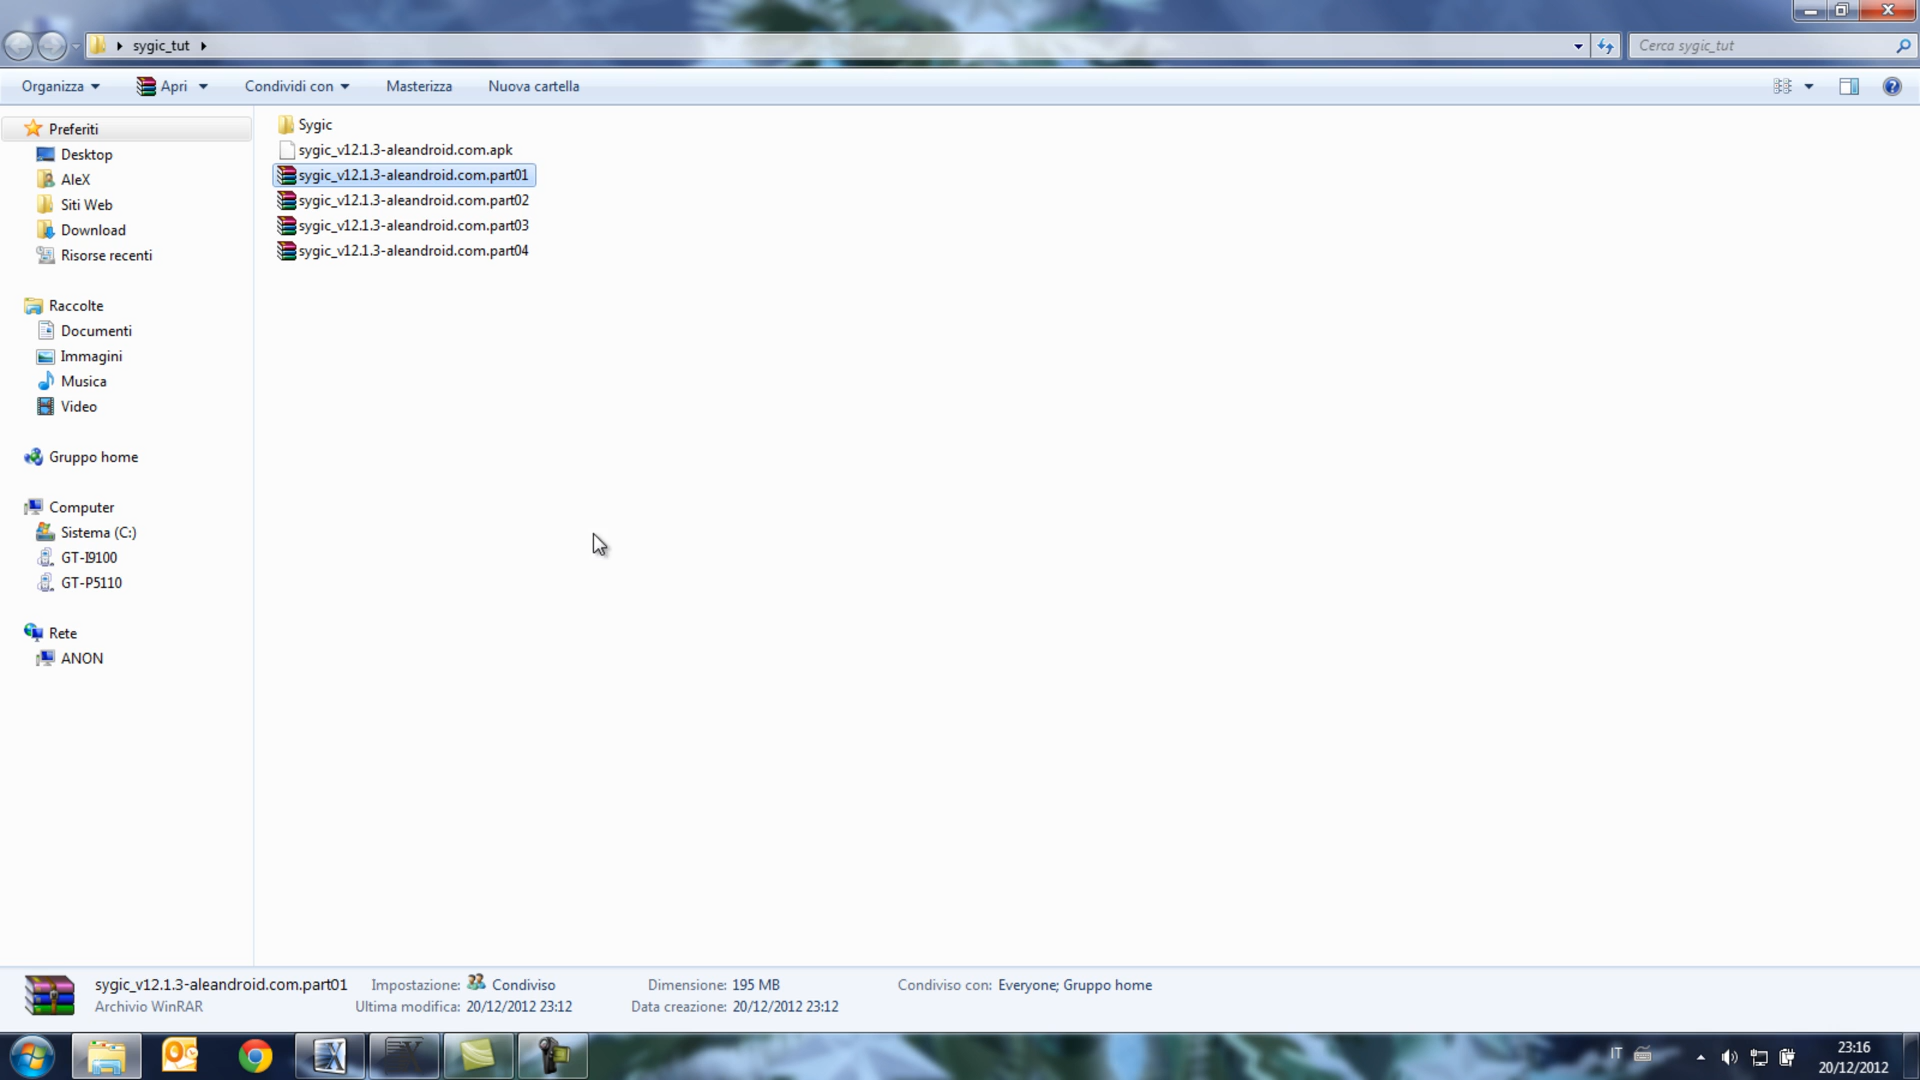 sygic_tut
Cerca sygic_tut
Organizza
Apri
Condividi con
Masterizza
Nuova cartella
Preferiti
Desktop
AleX
Siti Web
Download
Risorse recenti
Raccolte
Documenti
Immagini
Musica
Video
Gruppo home
Computer
Sistema (C:)
GT-I9100
GT-P5110
Rete
ANON
Sygic
sygic_v12.1.3-aleandroid.com.apk
sygic_v12.1.3-aleandroid.com.part01
sygic_v12.1.3-aleandroid.com.part02
sygic_v12.1.3-aleandroid.com.part03
sygic_v12.1.3-aleandroid.com.part04
sygic_v12.1.3-aleandroid.com.part01 Impostazione: Condiviso Dimensione: 195 MB Condiviso con: Everyone; Gruppo home
Archivio WinRAR Ultima modifica: 20/12/2012 23:12 Data creazione: 20/12/2012 23:12
IT
23:16
20/12/2012